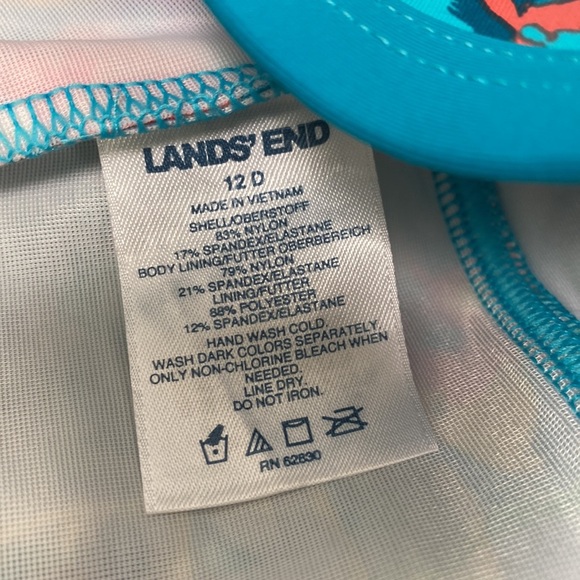 LANDS' END
12 D
MADE IN VIETNAM
SHELL/OBERSTOFF
83% NYLON
17% SPANDEX/ELASTANE
BODY LINING/FUTTER OBERBEREICH
79% NYLON
21% SPANDEX/ELASTANE
LINING/FUTTER
88% POLYESTER
12% SPANDEX/ELASTANE
HAND WASH COLD
WASH DARK COLORS SEPARATELY
ONLY NON-CHLORINE BLEACH WHEN
NEEDED.
LINE DRY.
DO NOT IRON.
RN 62830